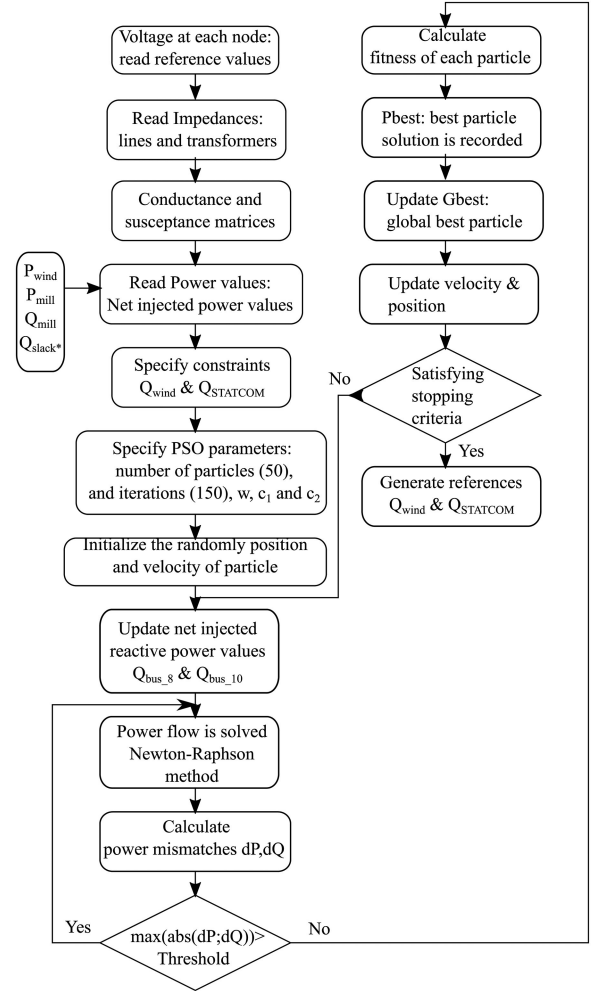 Voltage at each node:
read reference values
Read Impedances:
lines and transformers
Conductance and
susceptance matrices
P_wind
P_mill
Q_mill
Q_slack*
Read Power values:
Net injected power values
Specify constraints
Q_wind & Q_STATCOM
Specify PSO parameters:
number of particles (50),
and iterations (150), w, c_1 and c_2
Initialize the randomly position
and velocity of particle
Update net injected
reactive power values
Q_bus_8 & Q_bus_10
Power flow is solved
Newton-Raphson
method
Calculate
power mismatches dP,dQ
Yes
max(abs(dP;dQ))>
Threshold
No
Calculate
fitness of each particle
Pbest: best particle
solution is recorded
Update Gbest:
global best particle
Update velocity &
position
No
Satisfying
stopping
criteria
Yes
Generate references
Q_wind & Q_STATCOM